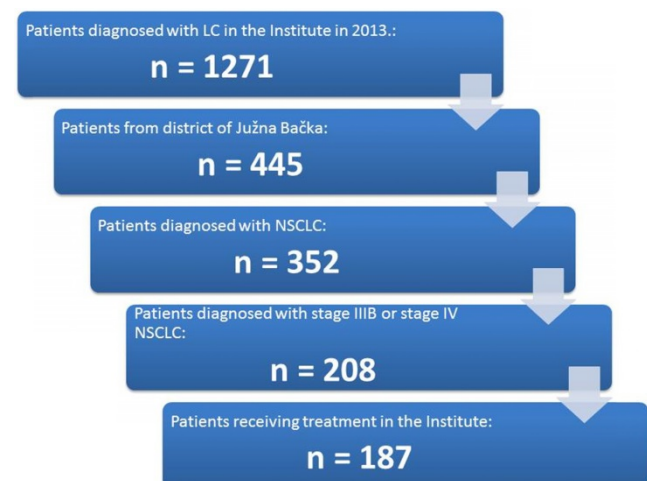 Patients diagnosed with LC in the Institute in 2013.:
n = 1271
Patients from district of Južna Bačka:
n = 445
Patients diagnosed with NSCLC:
n = 352
Patients diagnosed with stage IIIB or stage IV
NSCLC:
n = 208
Patients receiving treatment in the Institute:
n = 187